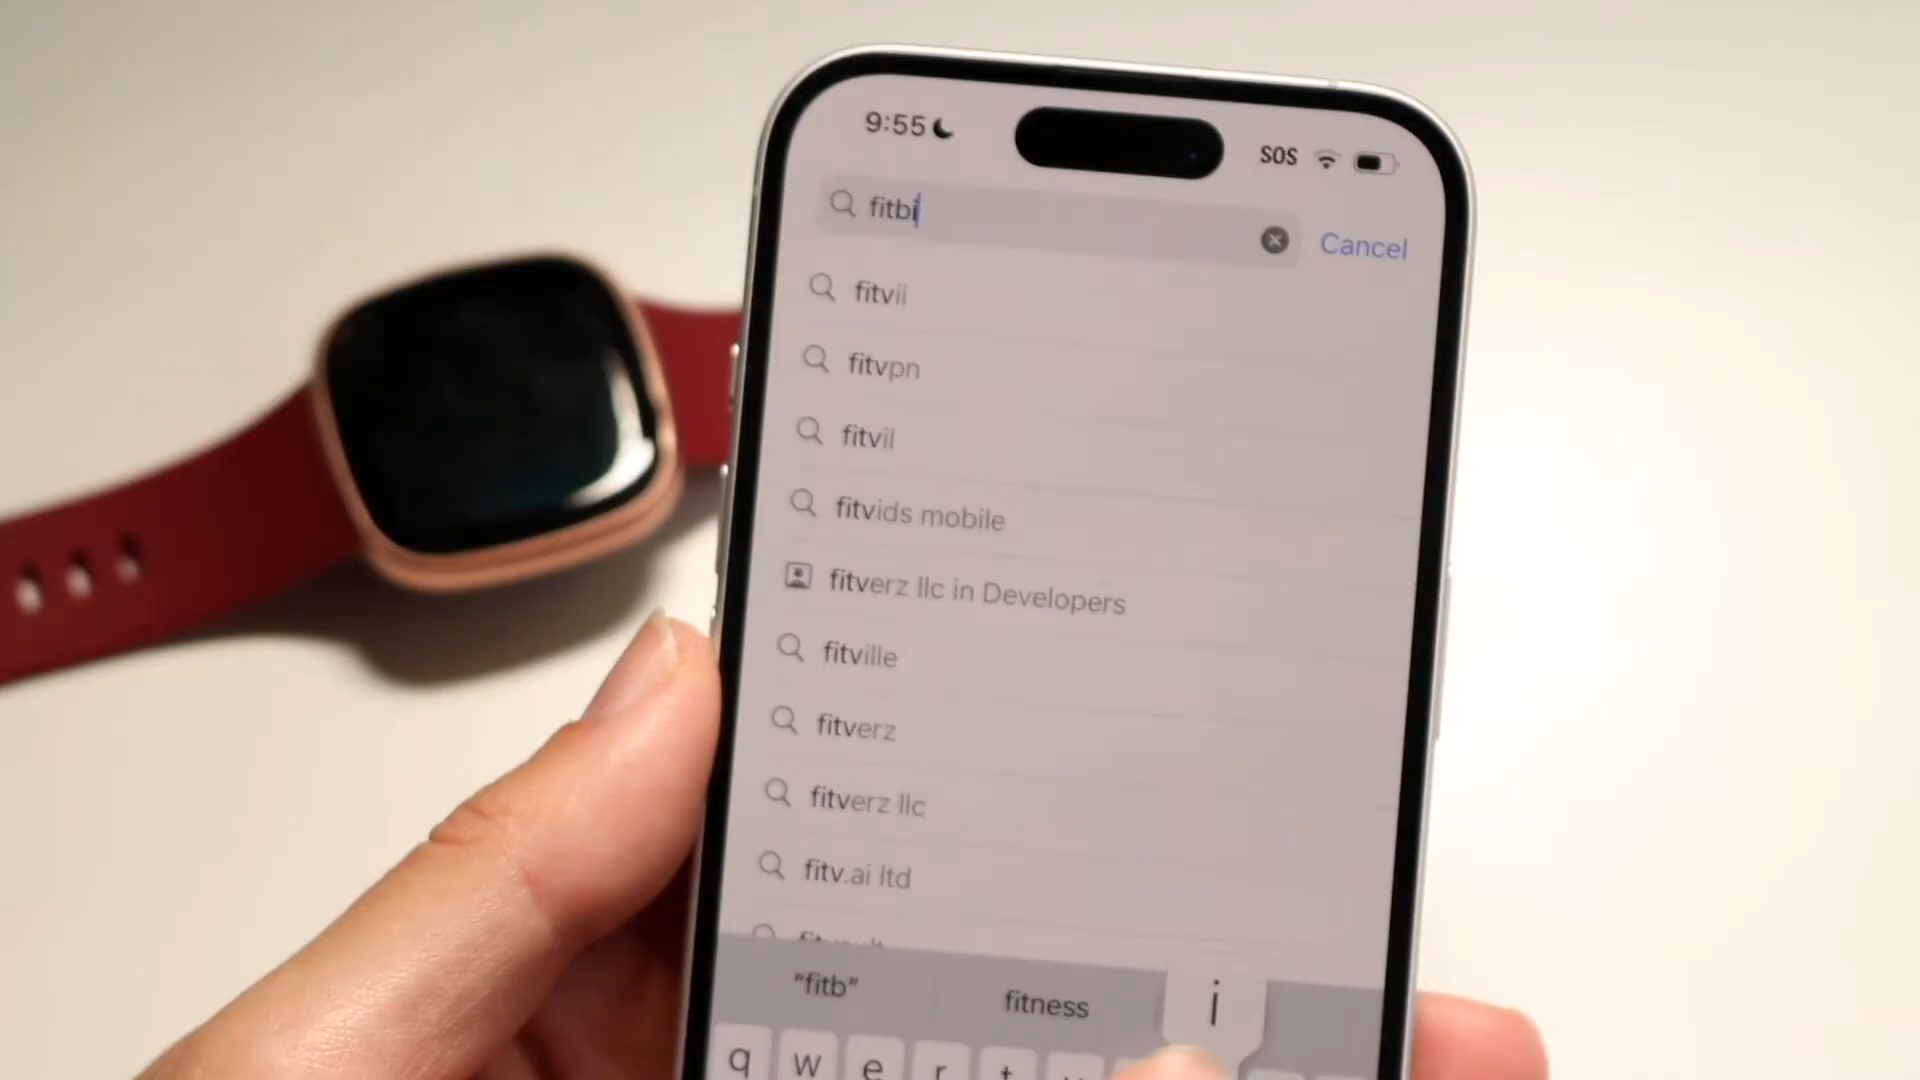 9:55 SOS
fitbi Cancel
fitvii
fitvpn
fitvil
fitvids mobile
fitverz llc in Developers
fitville
fitverz
fitverz llc
fitv.ai ltd
"fitb" fitness i
q w e r t